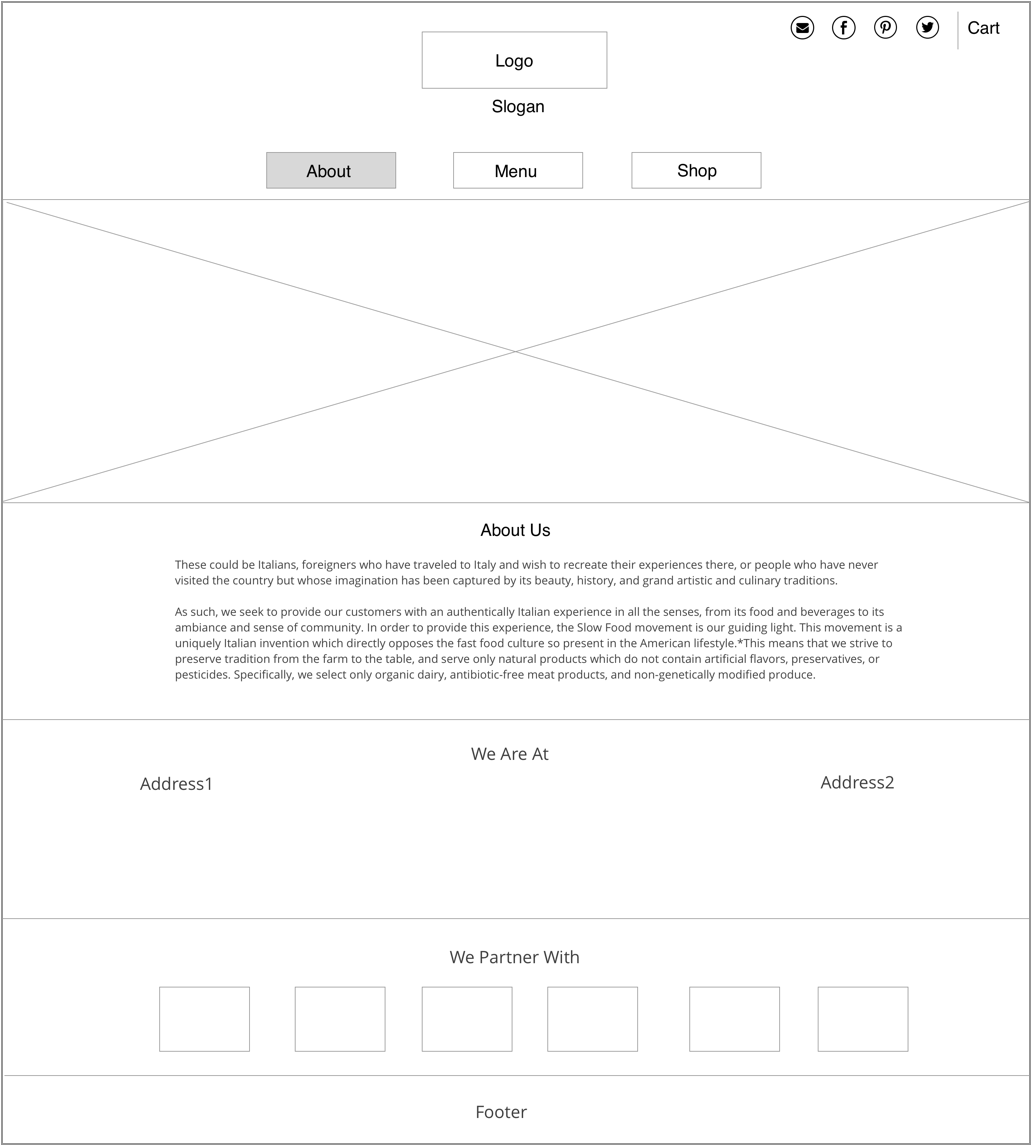 Cart
Logo
Slogan
About
Menu
Shop
About Us
These could be Italians, foreigners who have traveled to Italy and wish to recreate their experiences there, or people who have never
visited the country but whose imagination has been captured by its beauty, history, and grand artistic and culinary traditions.
As such, we seek to provide our customers with an authentically Italian experience in all the senses, from its food and beverages to its
ambiance and sense of community. In order to provide this experience, the Slow Food movement is our guiding light. This movement is a
uniquely Italian invention which directly opposes the fast food culture so present in the American lifestyle.*This means that we strive to
preserve tradition from the farm to the table, and serve only natural products which do not contain artificial flavors, preservatives, or
pesticides. Specifically, we select only organic dairy, antibiotic-free meat products, and non-genetically modified produce.
We Are At
Address1
Address2
We Partner With
Footer